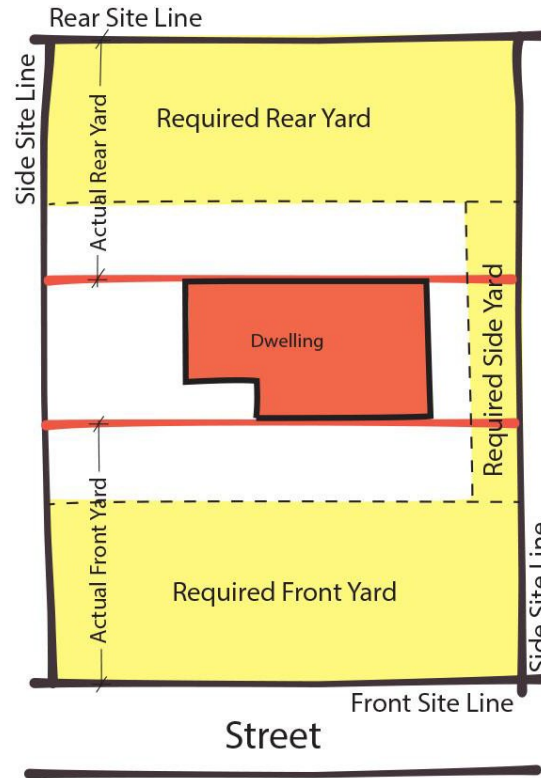 Rear Site Line
Side Site Line
Actual Rear Yard
Required Rear Yard
Dwelling
Required Side Yard
Actual Front Yard
Required Front Yard
Side Site Line
Front Site Line
Street